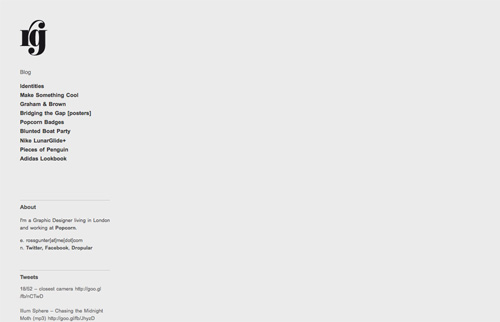 rg
Blog
Identities
Make Something Cool
Graham & Brown
Bridging the Gap [posters]
Popcorn Badges
Blunted Boat Party
Nike LunarGlide+
Pieces of Penguin
Adidas Lookbook
About
I'm a Graphic Designer living in London
and working at Popcorn.
e. rossgunter[at]me[dot]com
n. Twitter, Facebook, Dropular
Tweets
18/52 – closed camera http://goo.gl
/fb/nCTwD
Illum Sphere – Chasing the Midnight
Moth (mp3) http://goo.gl/fb/JhyzD